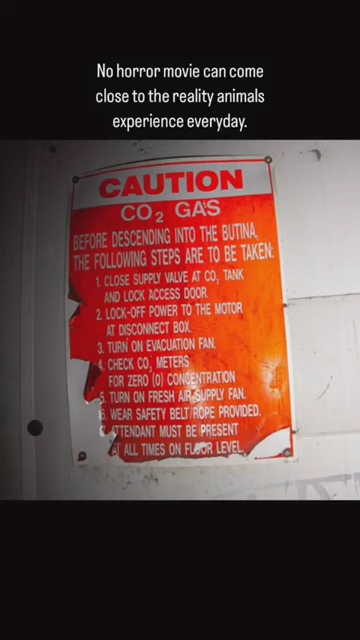 No horror movie can come
close to the reality animals
experience everyday.
CAUTION
CO₂ GAS
BEFORE DESCENDING INTO THE BUTINA,
THE FOLLOWING STEPS ARE TO BE TAKEN:
1. CLOSE SUPPLY VALVE AT CO₂ TANK
AND LOCK ACCESS DOOR.
2. LOCK-OFF POWER TO THE MOTOR
AT DISCONNECT BOX.
3. TURN ON EVACUATION FAN.
4. CHECK CO₂ METERS
FOR ZERO (0) CONCENTRATION
5. TURN ON FRESH AIR SUPPLY FAN.
6. WEAR SAFETY BELT/ROPE PROVIDED.
ATTENDANT MUST BE PRESENT
AT ALL TIMES ON FLOOR LEVEL